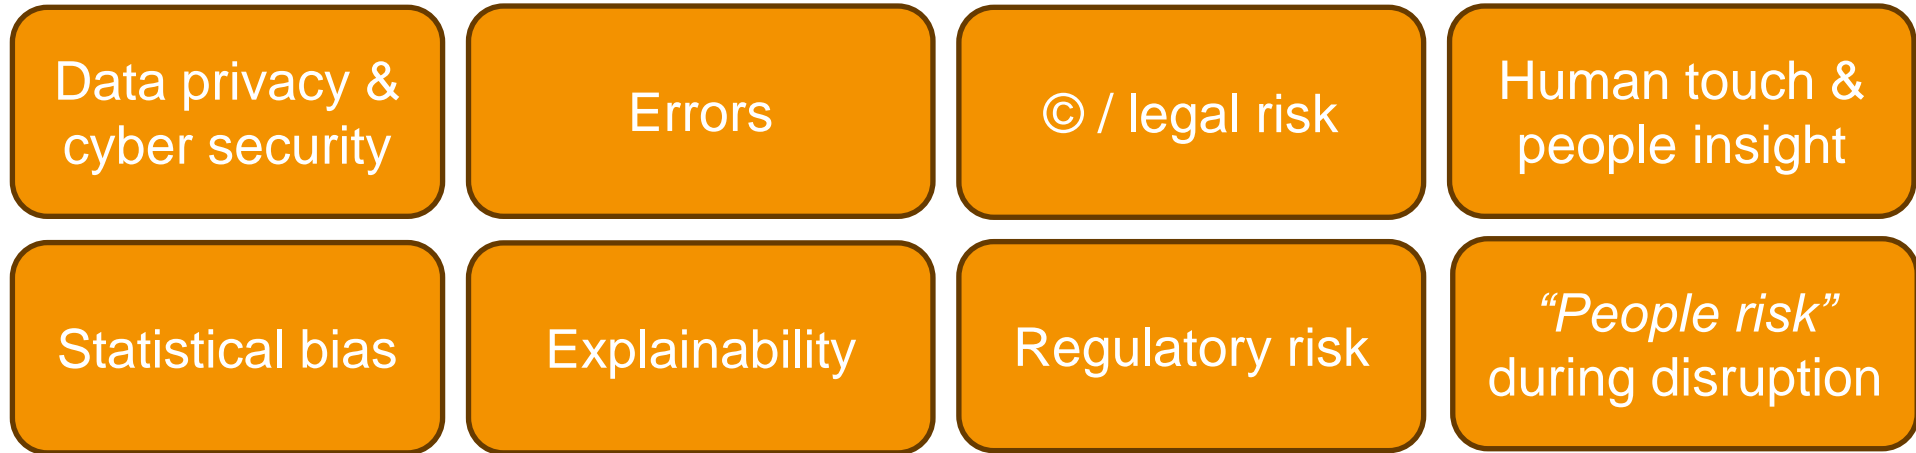 Data privacy &
cyber security
Errors
© / legal risk
Human touch &
people insight
Statistical bias
Explainability
Regulatory risk
“People risk”
during disruption